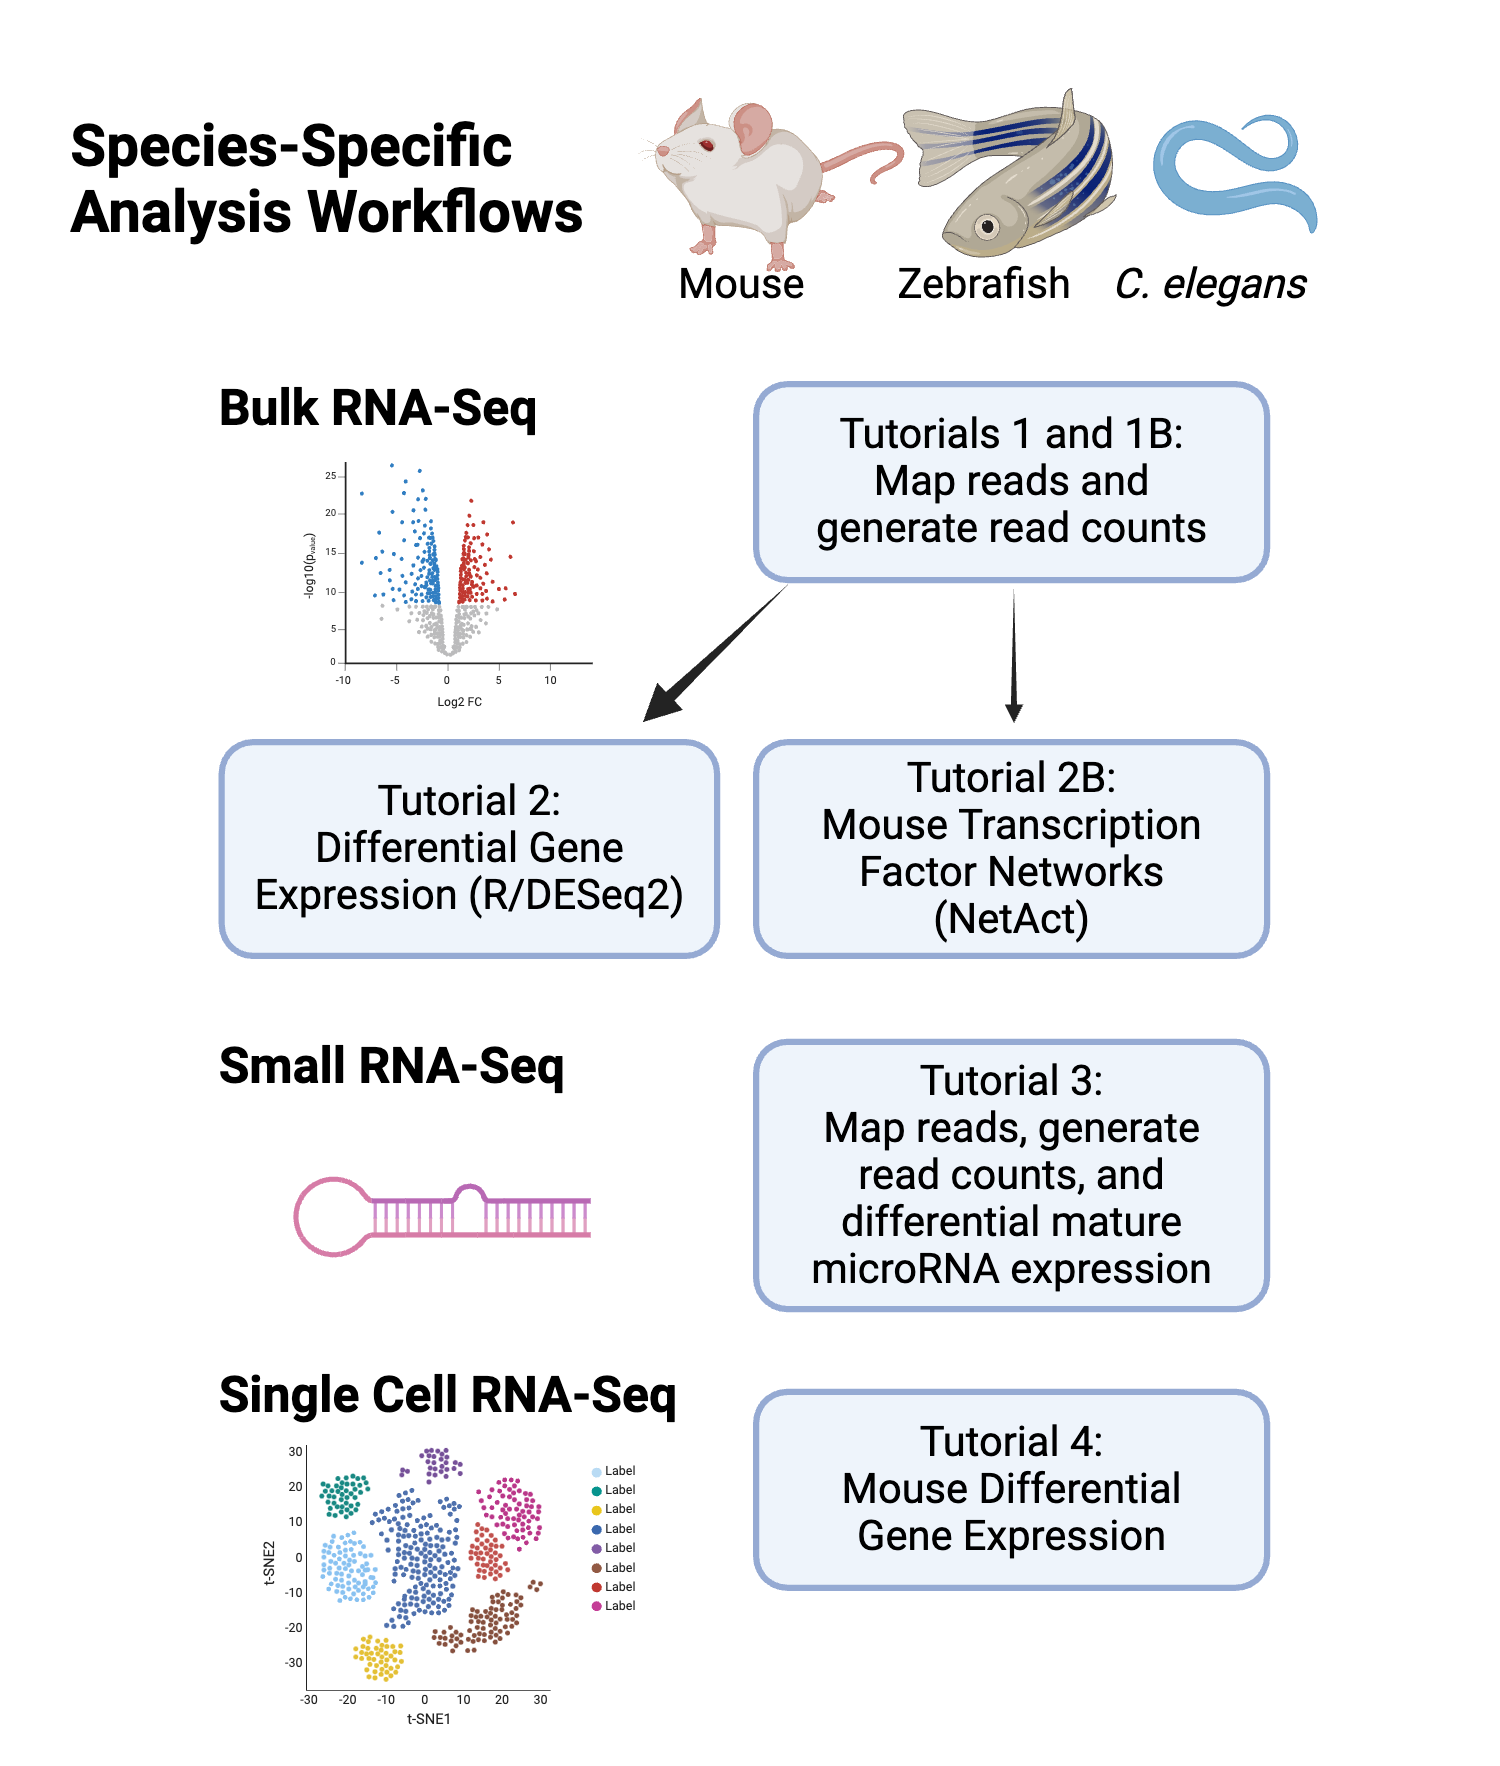 Species-Specific
Analysis Workflows
Mouse
Zebrafish
C. elegans
Bulk RNA-Seq
Tutorials 1 and 1B:
Map reads and
generate read counts
25
20
15
10
5
0
-log10(pvalue)
-10 -5 0 5 10
Log2 FC
Tutorial 2:
Differential Gene
Expression (R/DESeq2)
Tutorial 2B:
Mouse Transcription
Factor Networks
(NetAct)
Small RNA-Seq
Tutorial 3:
Map reads, generate
read counts, and
differential mature
microRNA expression
Single Cell RNA-Seq
30
20
10
0
-10
-20
-30
t-SNE2
-30 -20 -10 0 10 20 30
t-SNE1
Label
Label
Label
Label
Label
Label
Label
Label
Tutorial 4:
Mouse Differential
Gene Expression